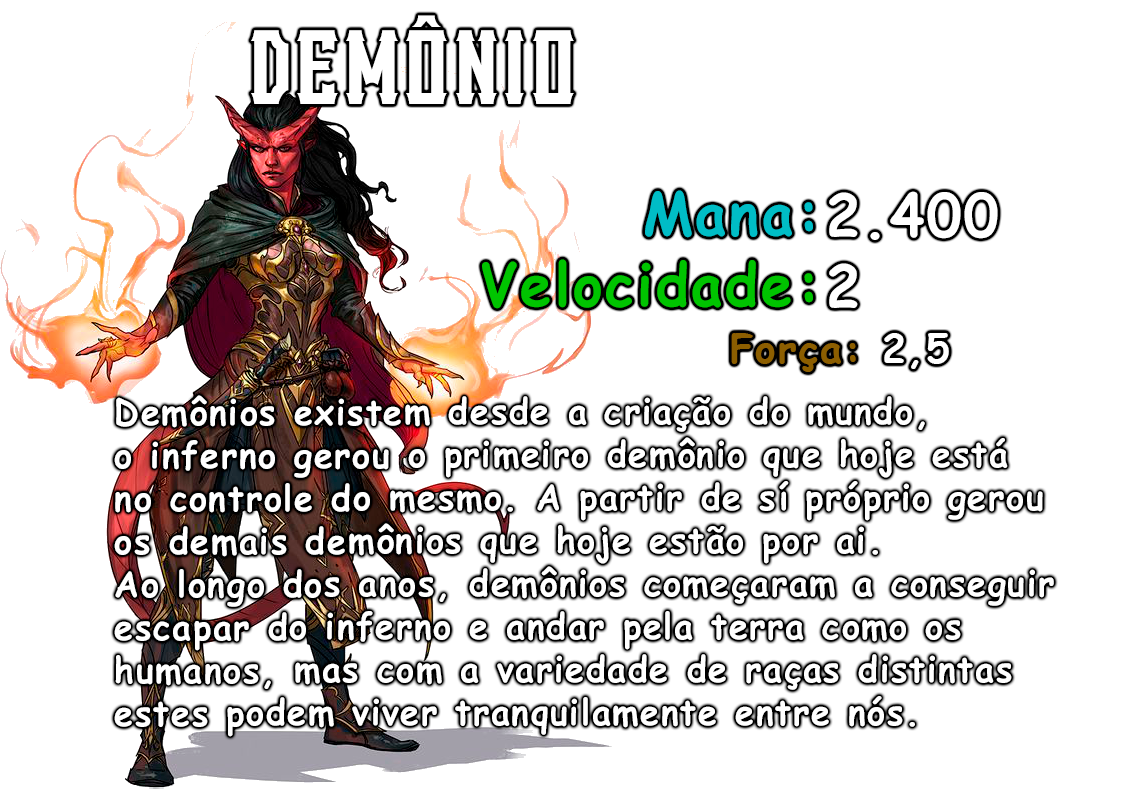 DEMÔNIO
Mana:2.400
Velocidade:2
Força: 2,5
Demônios existem desde a criação do mundo,
o inferno gerou o primeiro demônio que hoje está
no controle do mesmo. A partir de sí próprio gerou
os demais demônios que hoje estão por ai.
Ao longo dos anos, demônios começaram a conseguir
escapar do inferno e andar pela terra como os
humanos, mas com a variedade de raças distintas
estes podem viver tranquilamente entre nós.